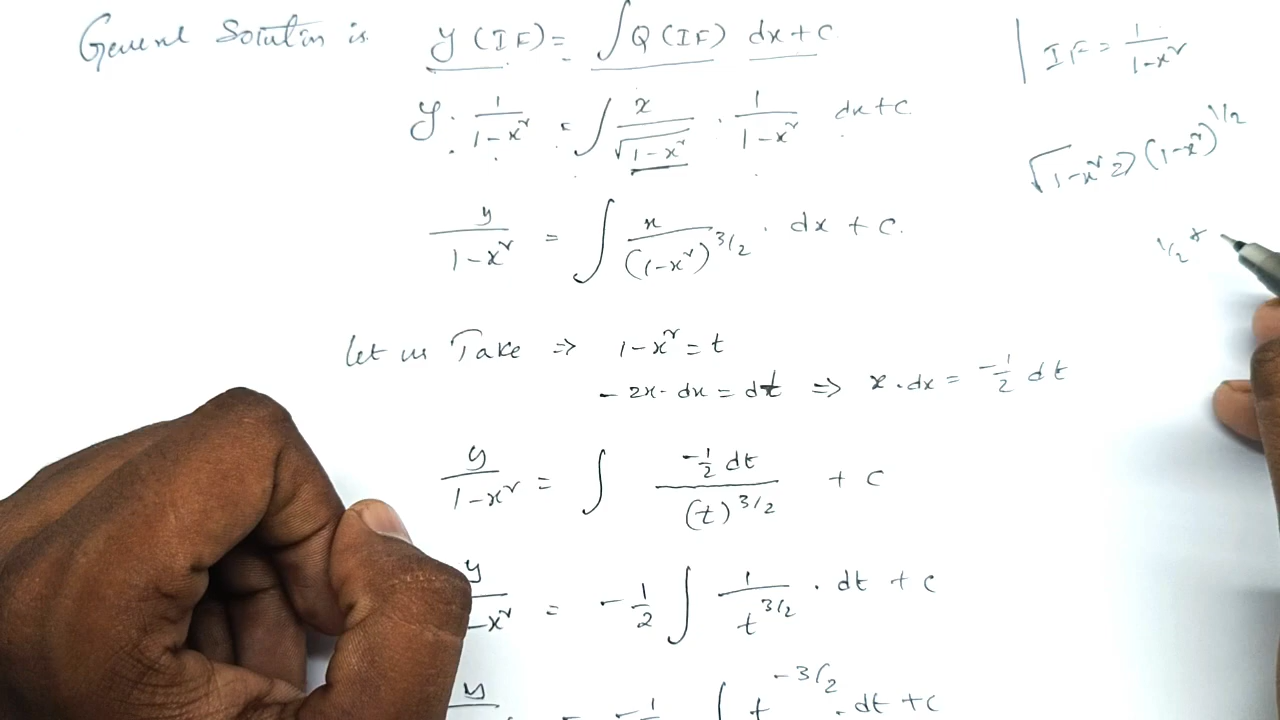 General Solution is y (IF) = ∫ Q (IF) dx + c | IF = 1/(1-x²)
y · 1/(1-x²) = ∫ x/√(1-x²) · 1/(1-x²) dx + c
√1-x² ⇒ (1-x²)^1/2
y/(1-x²) = ∫ x/(1-x²)^3/2 · dx + c.
1/2 +
let us Take ⇒ 1-x² = t
- 2x · dx = dt ⇒ x · dx = -1/2 dt
y/(1-x²) = ∫ (-1/2 dt)/(t)^3/2 + c
y/-x² = -1/2 ∫ 1/t^3/2 · dt + c
y = -1 ∫ t^-3/2 · dt + c